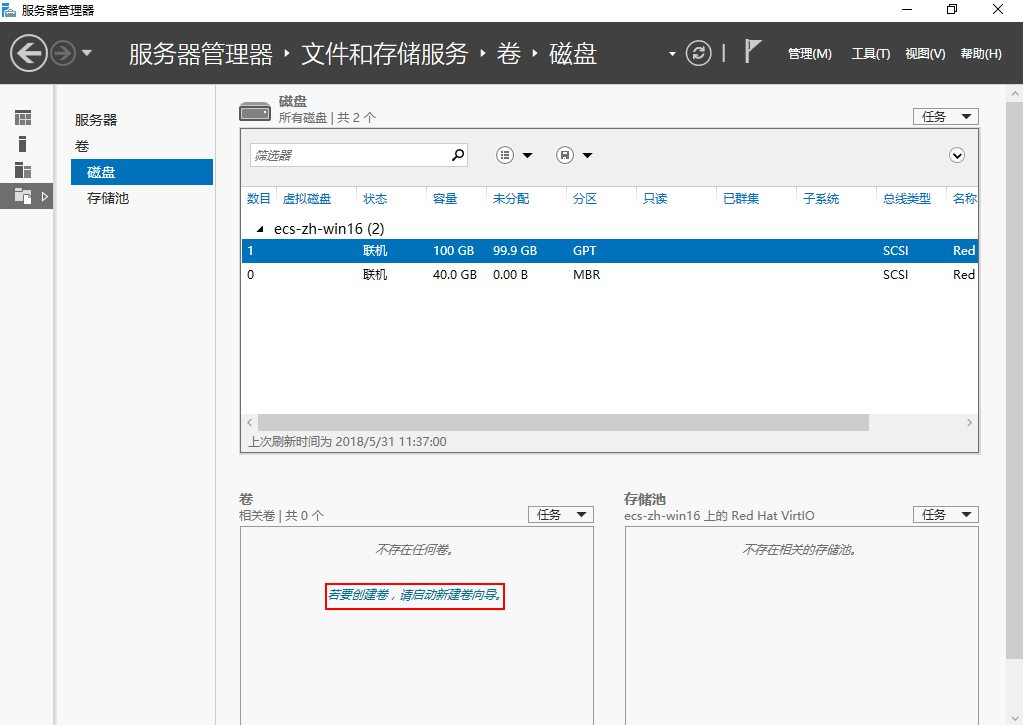 服务器管理器
服务器管理器 ‣ 文件和存储服务 ‣ 卷 ‣ 磁盘
管理(M) 工具(T) 视图(V) 帮助(H)
服务器
卷
磁盘
存储池
磁盘
所有磁盘 | 共 2 个
任务
筛选器
数目 虚拟磁盘 状态 容量 未分配 分区 只读 已群集 子系统 总线类型 名称
ecs-zh-win16 (2)
1 联机 100 GB 99.9 GB GPT SCSI Red
0 联机 40.0 GB 0.00 B MBR SCSI Red
上次刷新时间为 2018/5/31 11:37:00
卷
相关卷 | 共 0 个
任务
不存在任何卷。
若要创建卷，请启动新建卷向导。
存储池
ecs-zh-win16 上的 Red Hat VirtIO
任务
不存在相关的存储池。